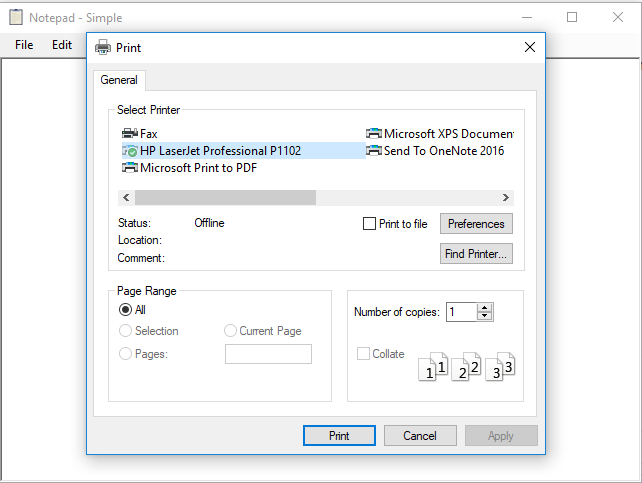 Notepad - Simple
File Edit
Print
General
Select Printer
Fax
HP LaserJet Professional P1102
Microsoft Print to PDF
Microsoft XPS Document
Send To OneNote 2016
Status: Offline
Location:
Comment:
Print to file
Preferences
Find Printer...
Page Range
All
Selection
Current Page
Pages:
Number of copies: 1
Collate
1 1 2 2 3 3
Print Cancel Apply